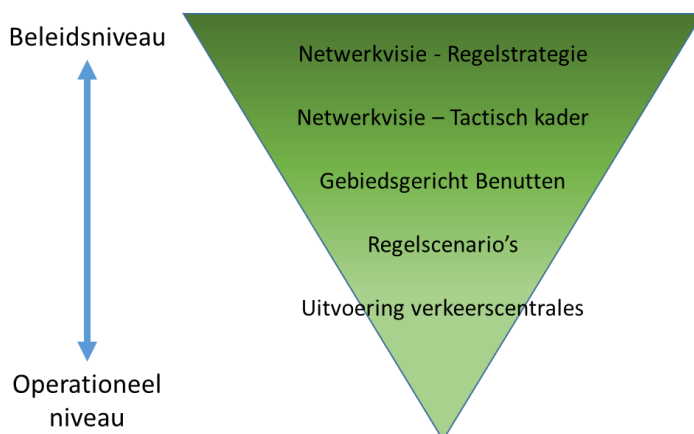 Beleidsniveau
Netwerkvisie - Regelstrategie
Netwerkvisie – Tactisch kader
Gebiedsgericht Benutten
Regelscenario’s
Uitvoering verkeerscentrales
Operationeel
niveau